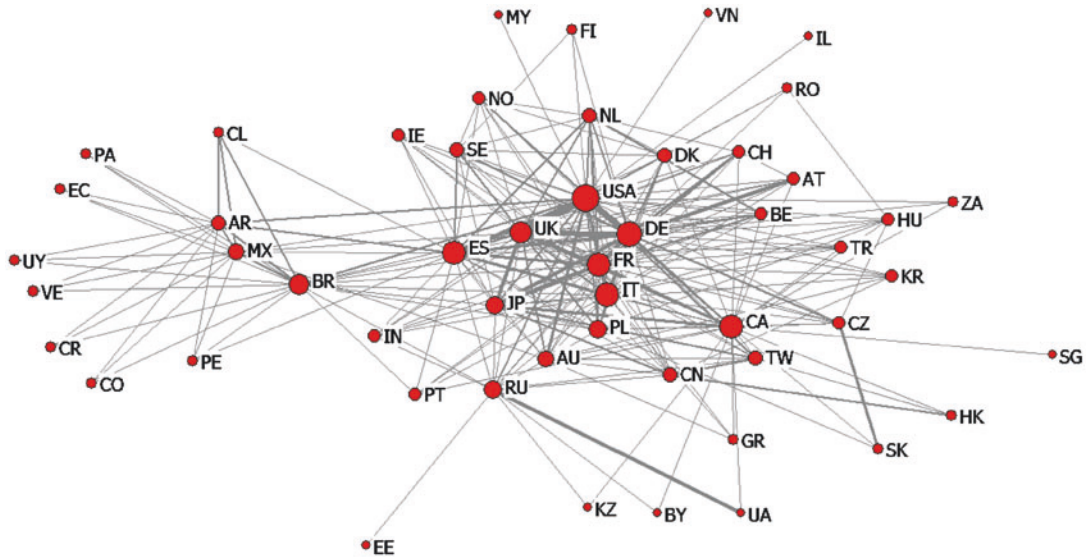 MY
VN
FI
IL
RO
NO
NL
CL
IE
SE
DK
CH
PA
AT
EC
USA
ZA
AR
UK
DE
BE
HU
MX
ES
TR
UY
FR
KR
BR
VE
IT
JP
CA
CZ
IN
PL
CR
AU
TW
SG
PE
CN
CO
RU
PT
HK
GR
SK
KZ
BY
UA
EE